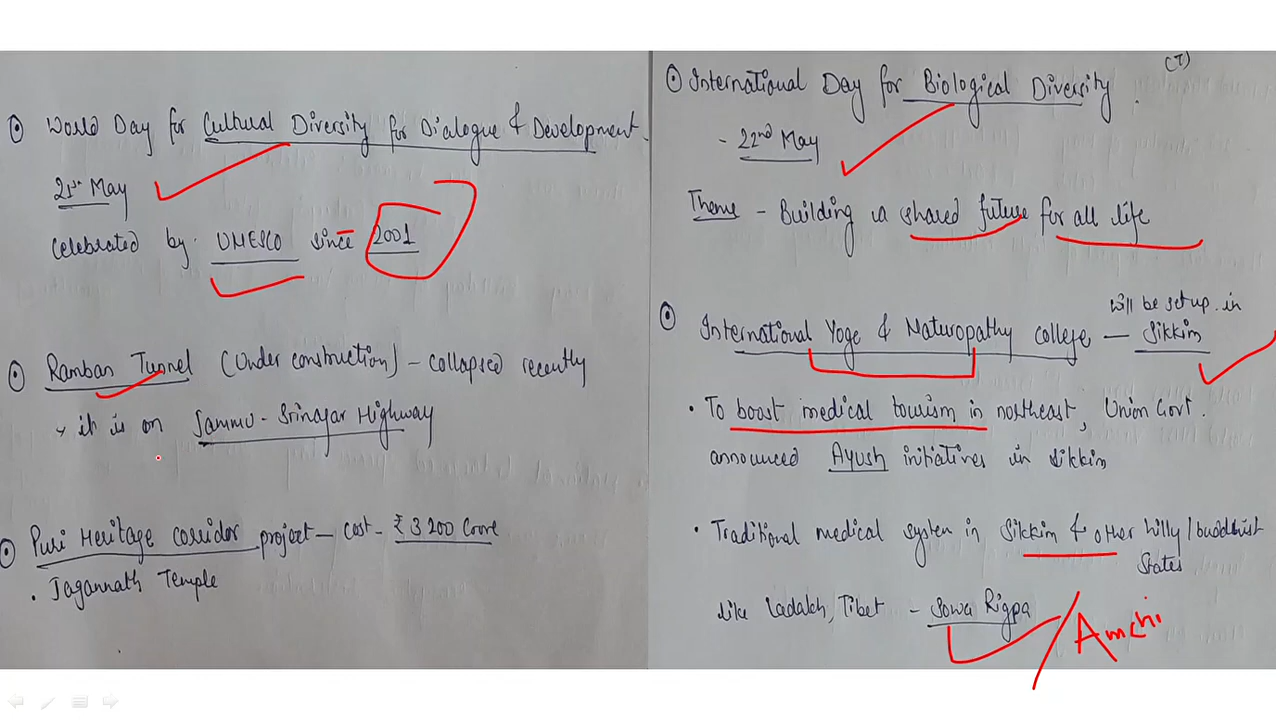 World Day for Cultural Diversity for Dialogue & Development.
21st May
celebrated by UNESCO since 2001
Ramban Tunnel (Under construction) - collapsed recently
it is on Jammu - Srinagar Highway
Puri Heritage corridor project - cost - ₹3200 Crore
• Jagannath Temple
(I)
International Day for Biological Diversity.
- 22nd May
Theme - Building a shared future for all life
will be setup in
International Yoge & Naturopathy college - Sikkim
• To boost medical tourism in northeast, Union Govt.
announced Ayush initiatives in Sikkim
• Traditional medical system in Sikkim & other hilly/buddhist
States
like Ladakh, Tibet - Sowa Rigpa
/ Amchi